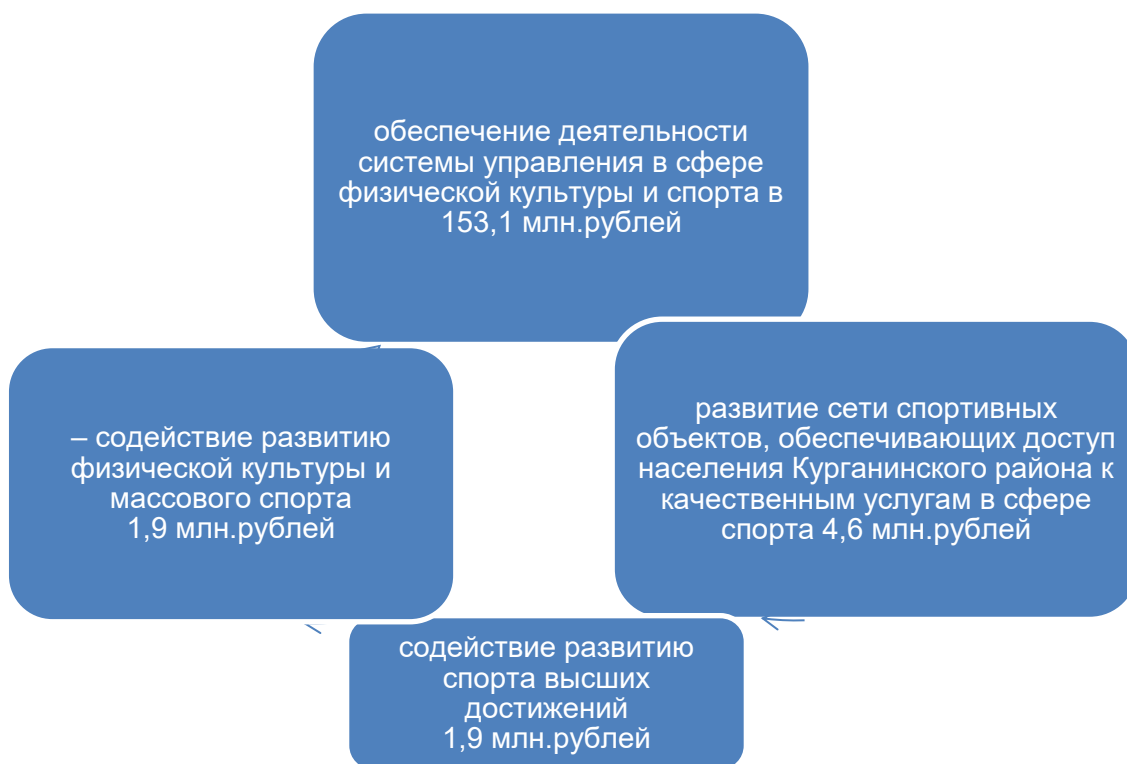 обеспечение деятельности
системы управления в сфере
физической культуры и спорта в
153,1 млн.рублей
развитие сети спортивных
объектов, обеспечивающих доступ
населения Курганинского района к
качественным услугам в сфере
спорта 4,6 млн.рублей
содействие развитию
спорта высших
достижений
1,9 млн.рублей
– содействие развитию
физической культуры и
массового спорта
1,9 млн.рублей